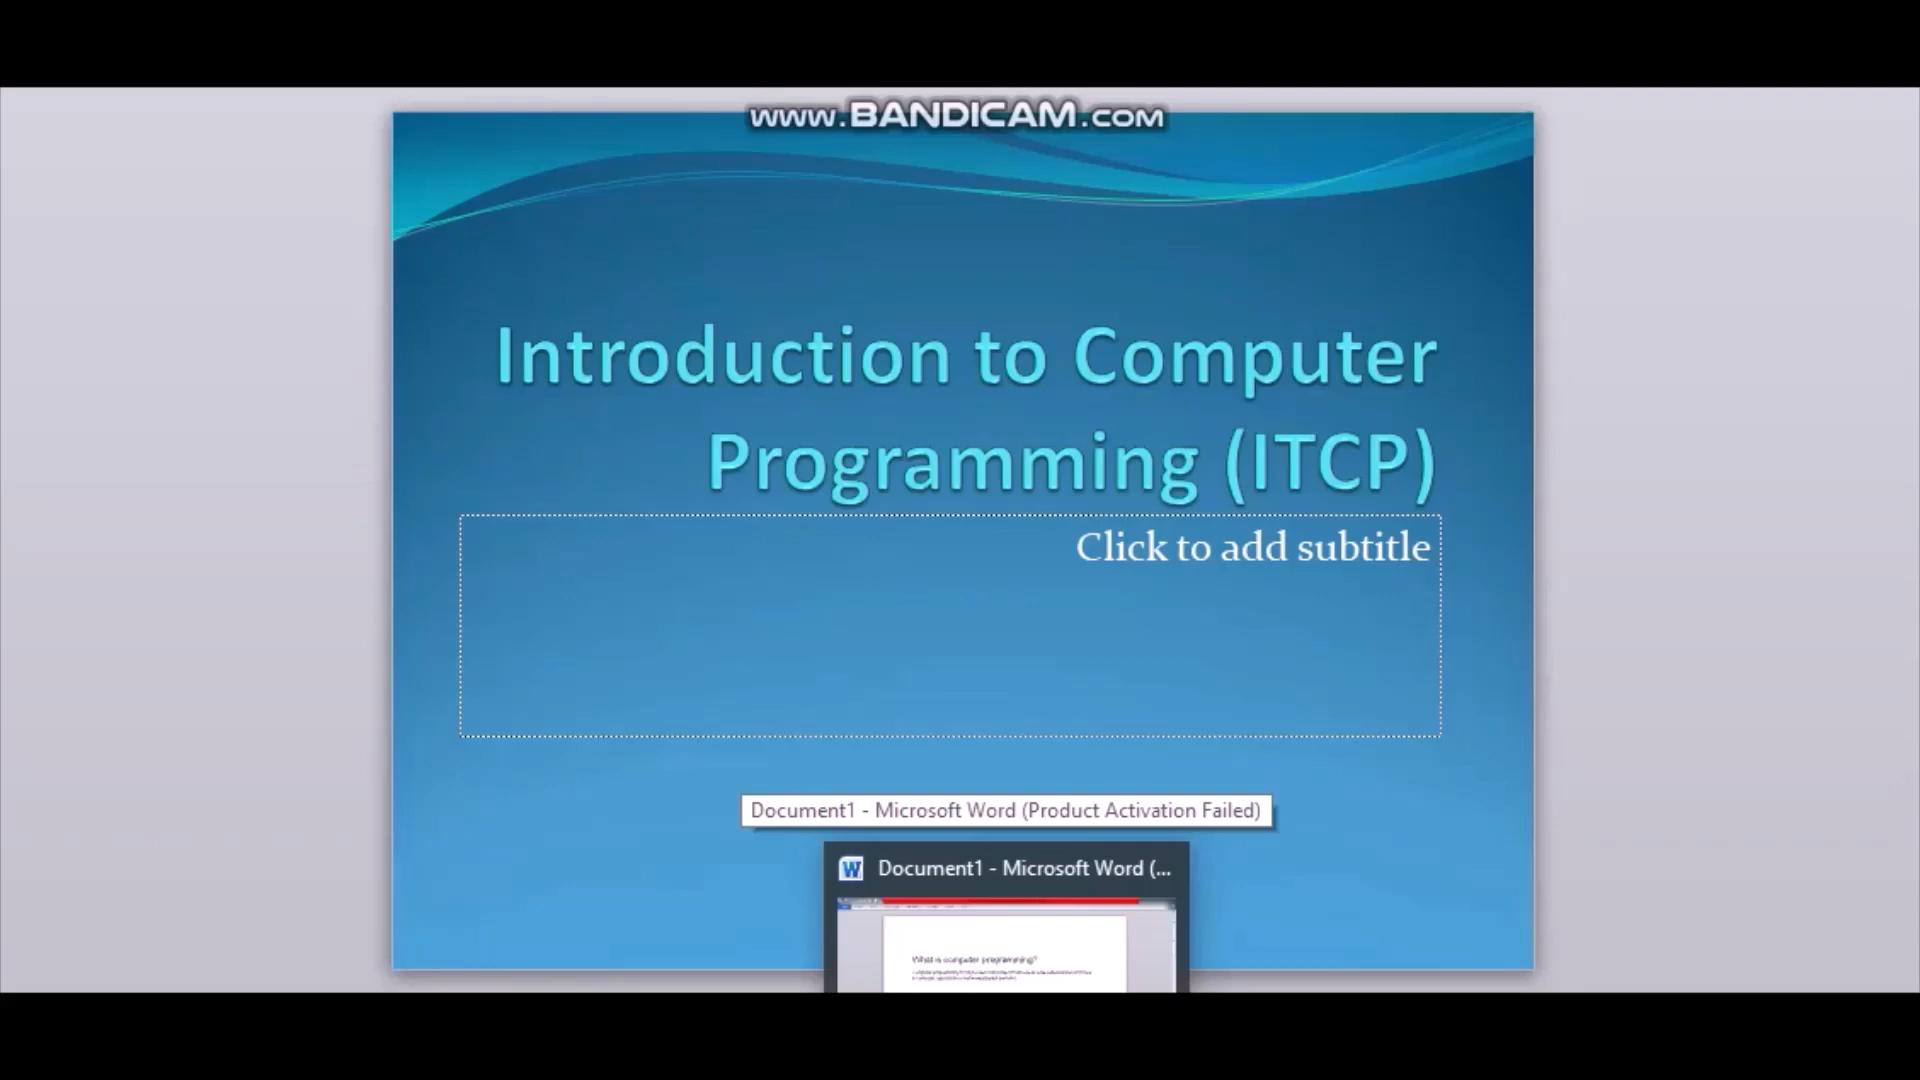 www.BANDICAM.com
Introduction to Computer
Programming (ITCP)
Click to add subtitle
Document1 - Microsoft Word (Product Activation Failed)
Document1 - Microsoft Word (...
What is computer programming?